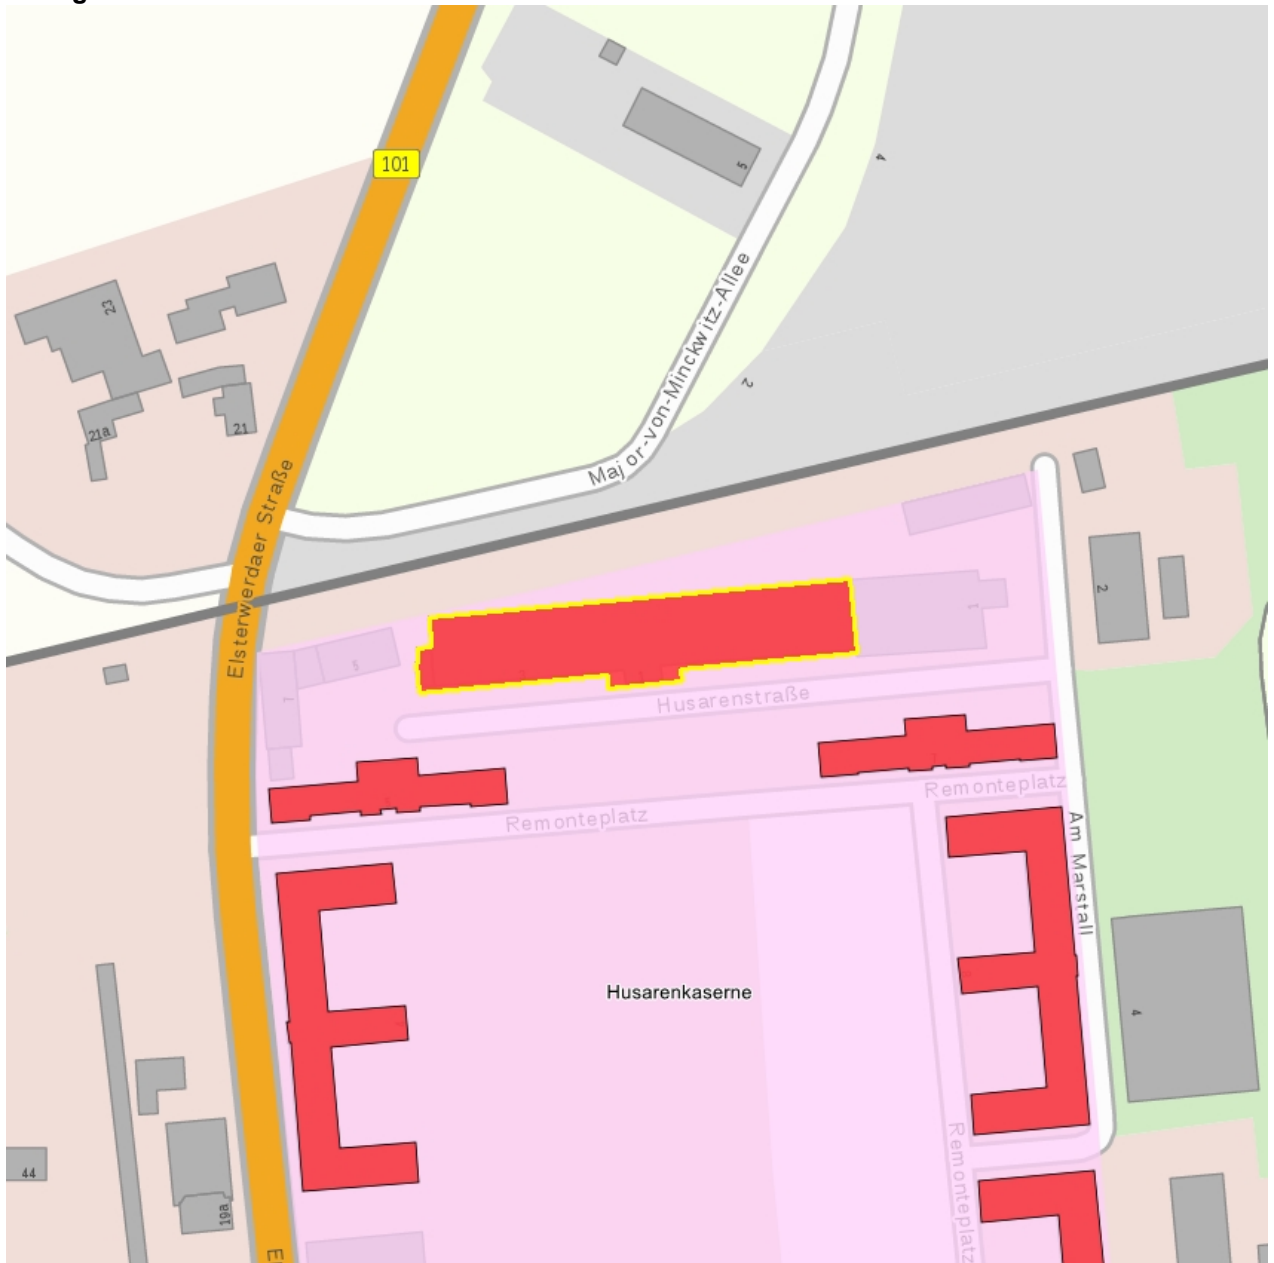 101
5
4
23
Major-von-Minckwitz-Allee
2
21a
21
Elsterwerdaer Straße
2
1
5
1
Husarenstraße
Remonteplatz
Remonteplatz
Am Marstall
Husarenkaserne
4
44
19a
Remonteplatz
El